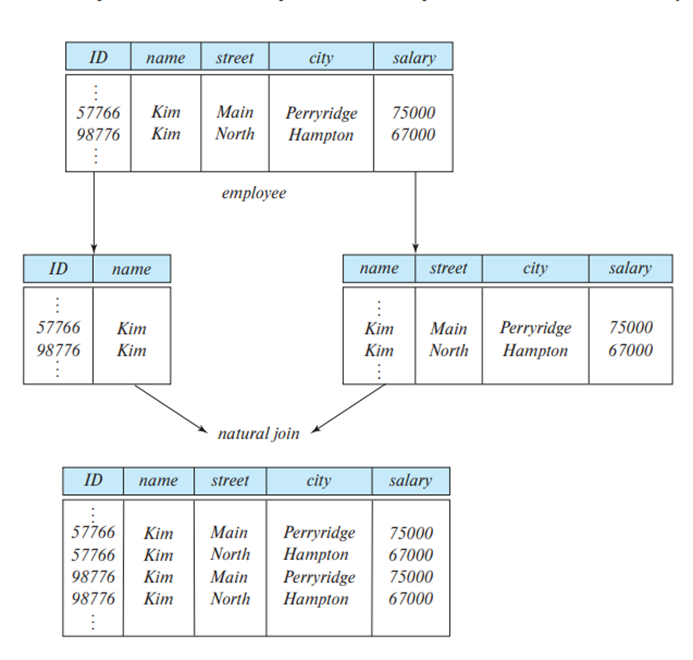 ID name street city salary
⋮
57766 Kim Main Perryridge 75000
98776 Kim North Hampton 67000
⋮
employee
ID name
⋮
57766 Kim
98776 Kim
⋮
name street city salary
⋮
Kim Main Perryridge 75000
Kim North Hampton 67000
⋮
natural join
ID name street city salary
⋮
57766 Kim Main Perryridge 75000
57766 Kim North Hampton 67000
98776 Kim Main Perryridge 75000
98776 Kim North Hampton 67000
⋮